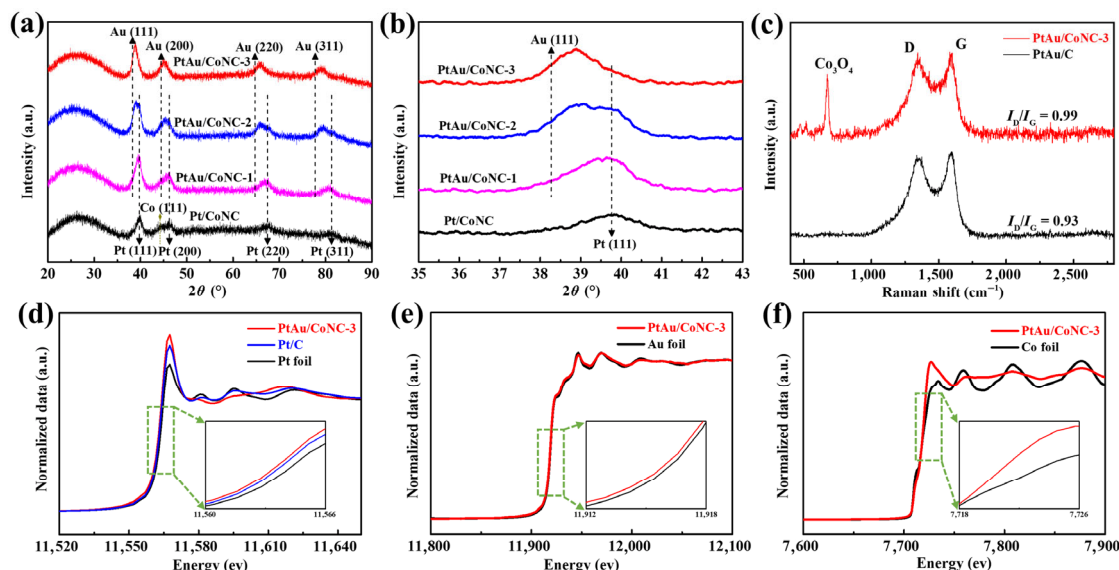 (a)
Au (111)
Au (200)
Au (220)
Au (311)
PtAu/CoNC-3
PtAu/CoNC-2
PtAu/CoNC-1
Co (111)
Pt/CoNC
Pt (111)
Pt (200)
Pt (220)
Pt (311)
Intensity (a.u.)
20 30 40 50 60 70 80 90
2θ (°)
(b)
Au (111)
PtAu/CoNC-3
PtAu/CoNC-2
PtAu/CoNC-1
Pt/CoNC
Pt (111)
Intensity (a.u.)
35 36 37 38 39 40 41 42 43
2θ (°)
(c)
PtAu/CoNC-3
PtAu/C
Co₃O₄
D
G
I_D/I_G = 0.99
I_D/I_G = 0.93
Intensity (a.u.)
500 1,000 1,500 2,000 2,500
Raman shift (cm⁻¹)
(d)
PtAu/CoNC-3
Pt/C
Pt foil
11,560 11,566
Normalized data (a.u.)
11,520 11,550 11,580 11,610 11,640
Energy (ev)
(e)
PtAu/CoNC-3
Au foil
11,912 11,918
Normalized data (a.u.)
11,800 11,900 12,000 12,100
Energy (ev)
(f)
PtAu/CoNC-3
Co foil
7,718 7,726
Normalized data (a.u.)
7,600 7,700 7,800 7,900
Energy (ev)